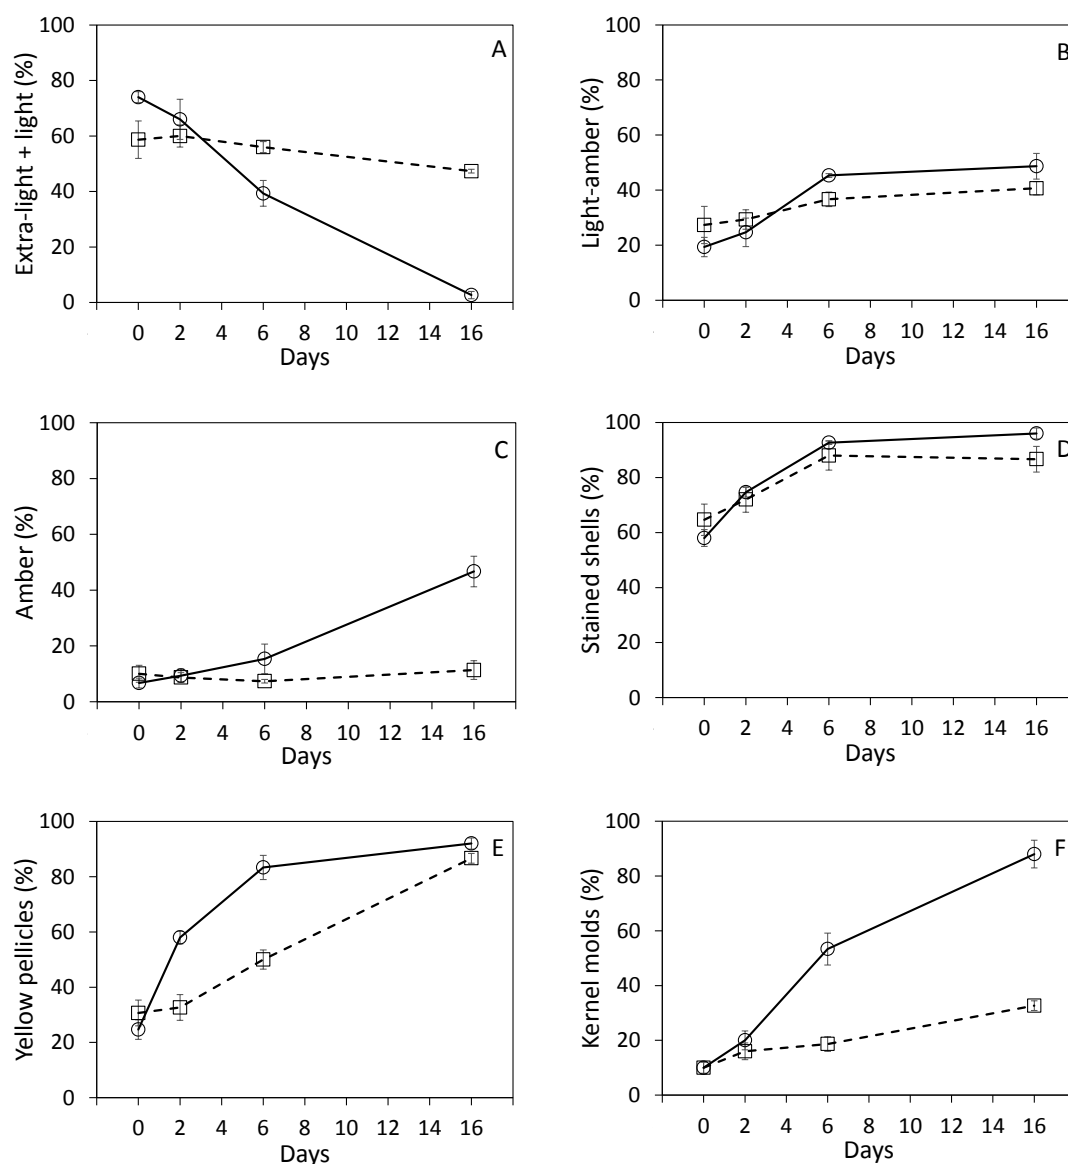 Extra-light + light (%)
100
80
60
40
20
0
A
0 2 4 6 8 10 12 14 16
Days
Light-amber (%)
100
80
60
40
20
0
B
0 2 4 6 8 10 12 14 16
Days
Amber (%)
100
80
60
40
20
0
C
0 2 4 6 8 10 12 14 16
Days
Stained shells (%)
100
80
60
40
20
0
D
0 2 4 6 8 10 12 14 16
Days
Yellow pellicles (%)
100
80
60
40
20
0
E
0 2 4 6 8 10 12 14 16
Days
Kernel molds (%)
100
80
60
40
20
0
F
0 2 4 6 8 10 12 14 16
Days